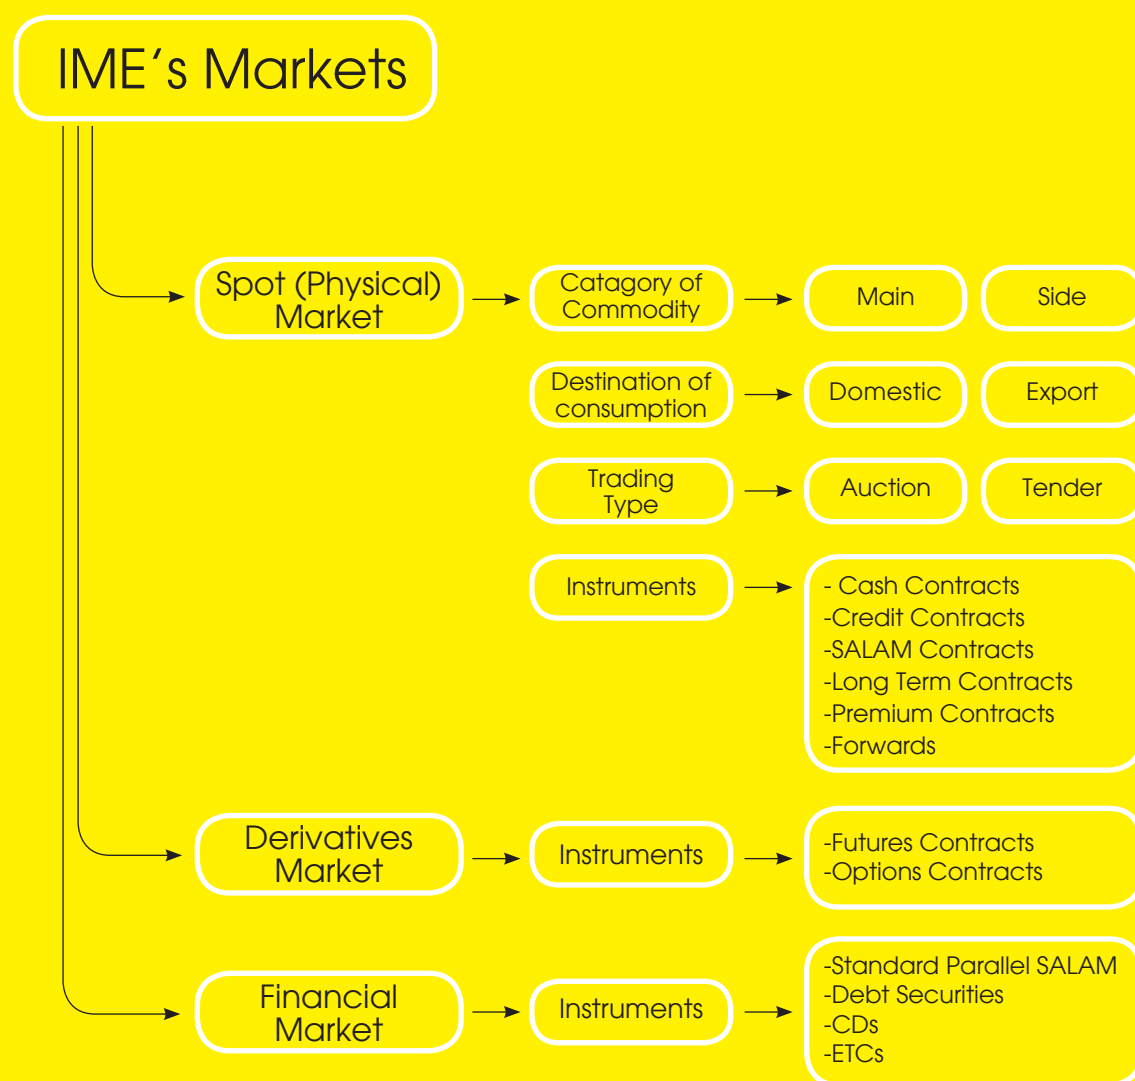 IME´s Markets
Spot (Physical)
Market
Catagory of
Commodity
Main
Side
Destination of
consumption
Domestic
Export
Trading
Type
Auction
Tender
Instruments
- Cash Contracts
-Credit Contracts
-SALAM Contracts
-Long Term Contracts
-Premium Contracts
-Forwards
Derivatives
Market
Instruments
-Futures Contracts
-Options Contracts
Financial
Market
Instruments
-Standard Parallel SALAM
-Debt Securities
-CDs
-ETCs